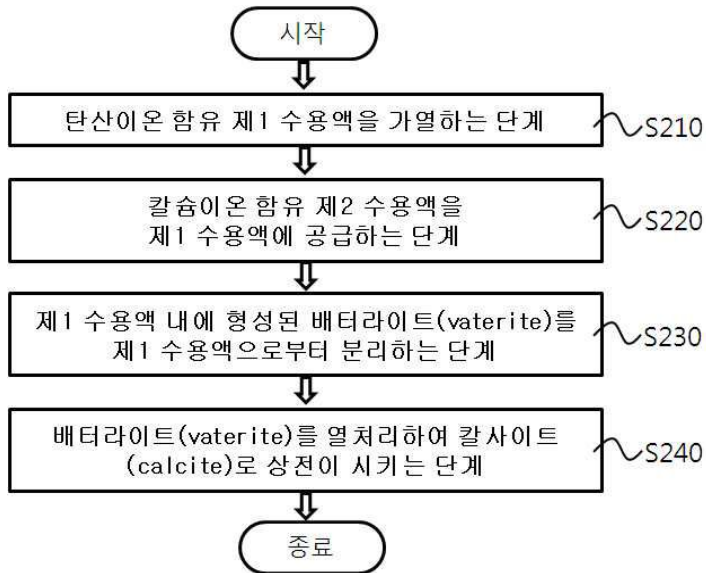 시작
탄산이온 함유 제1 수용액을 가열하는 단계
S210
칼슘이온 함유 제2 수용액을
제1 수용액에 공급하는 단계
S220
제1 수용액 내에 형성된 배터라이트(vaterite)를
제1 수용액으로부터 분리하는 단계
S230
배터라이트(vaterite)를 열처리하여 칼사이트
(calcite)로 상전이 시키는 단계
S240
종료